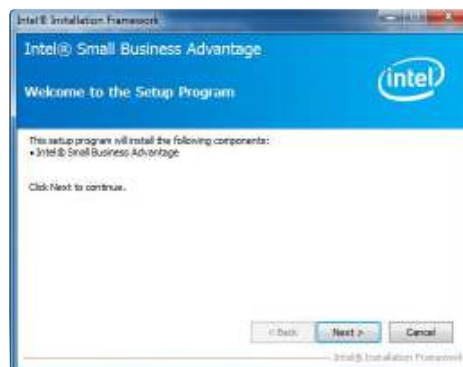 Intel® Installation Framework
Intel® Small Business Advantage
Welcome to the Setup Program
intel
This setup program will install the following components:
• Intel® Small Business Advantage
Click Next to continue.
< Back
Next >
Cancel
Intel® Installation Framework